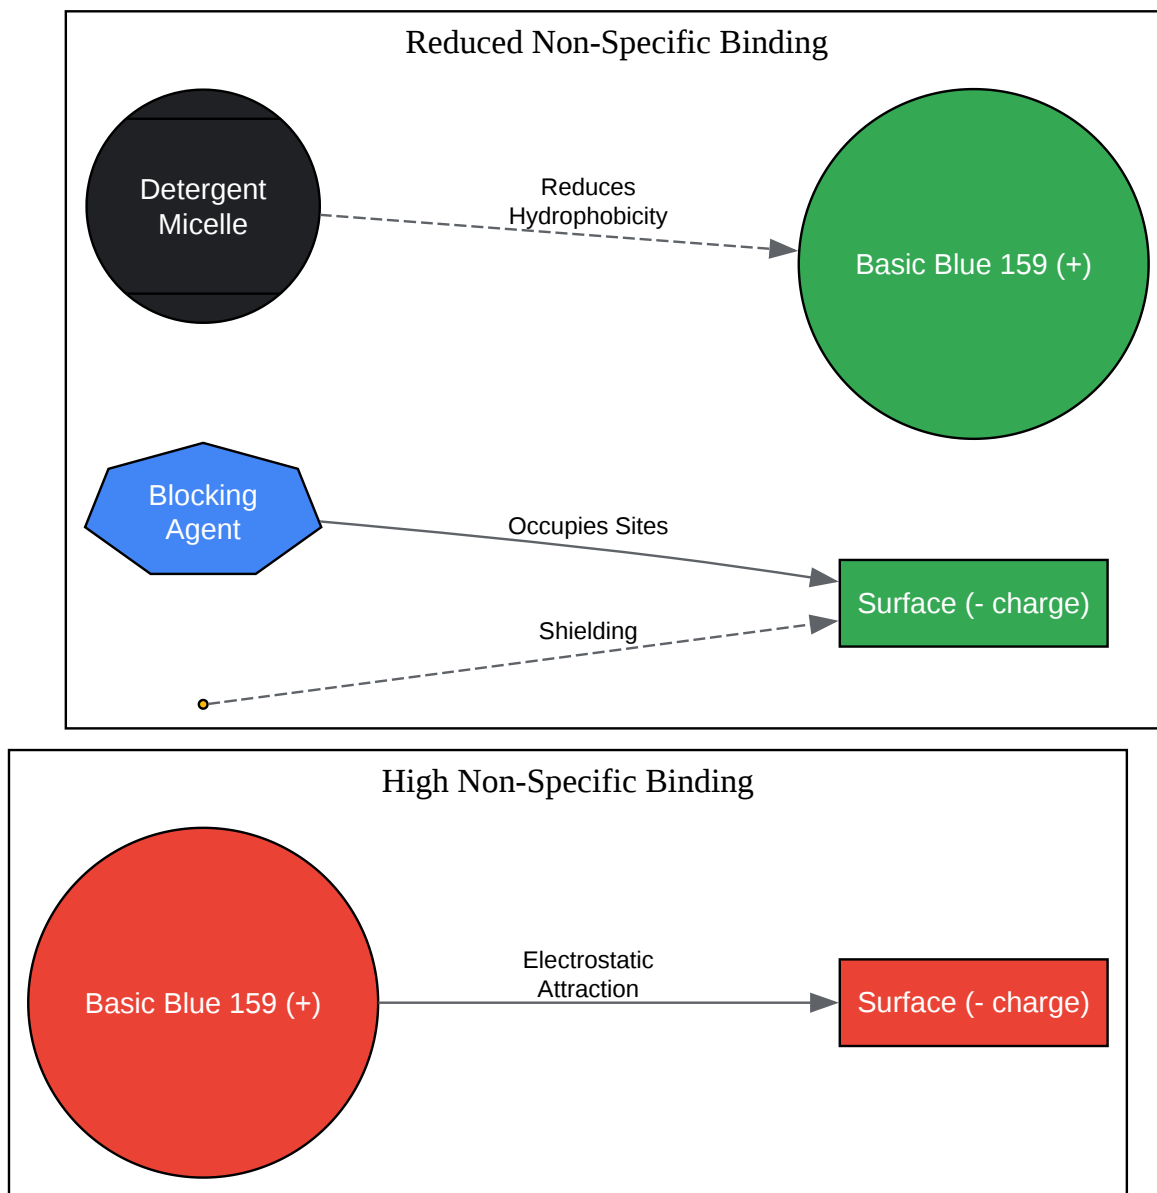 Reduced Non-Specific Binding
Detergent
Micelle
Reduces
Hydrophobicity
Basic Blue 159 (+)
Blocking
Agent
Occupies Sites
Surface (- charge)
Shielding
High Non-Specific Binding
Basic Blue 159 (+)
Electrostatic
Attraction
Surface (- charge)